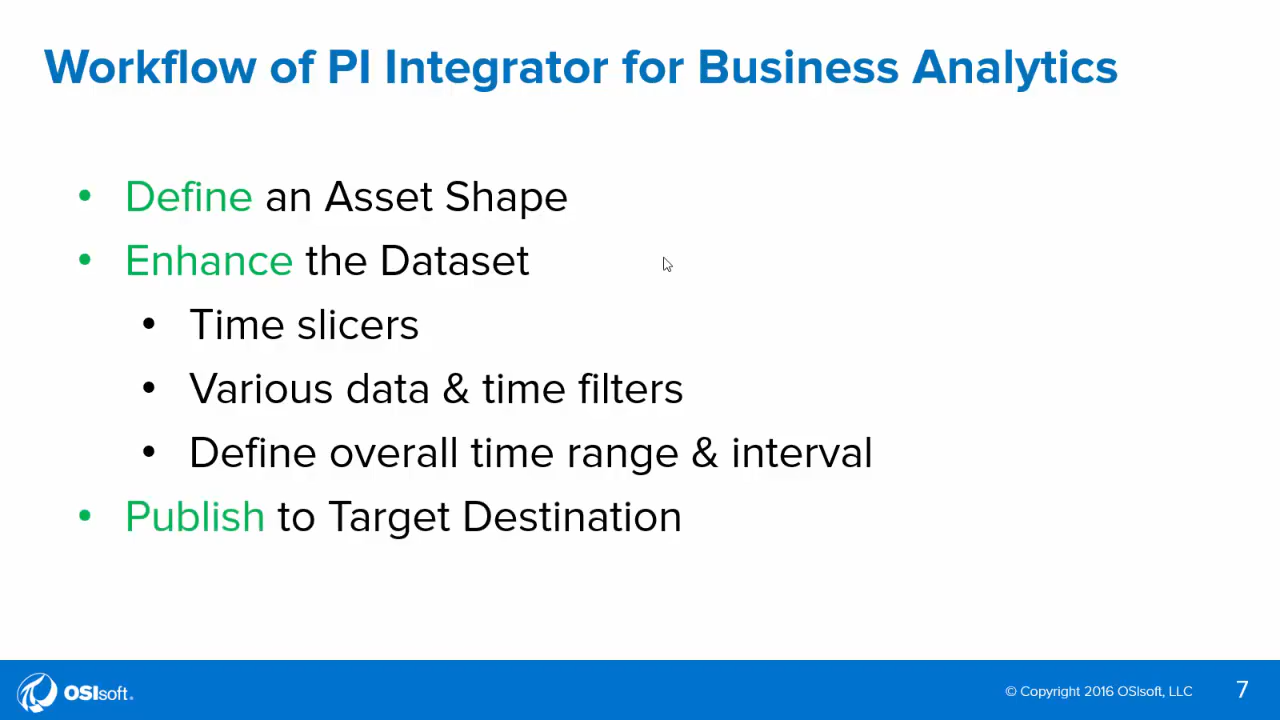 Workflow of PI Integrator for Business Analytics
• Define an Asset Shape
• Enhance the Dataset
• Time slicers
• Various data & time filters
• Define overall time range & interval
• Publish to Target Destination
OSIsoft.
© Copyright 2016 OSIsoft, LLC
7